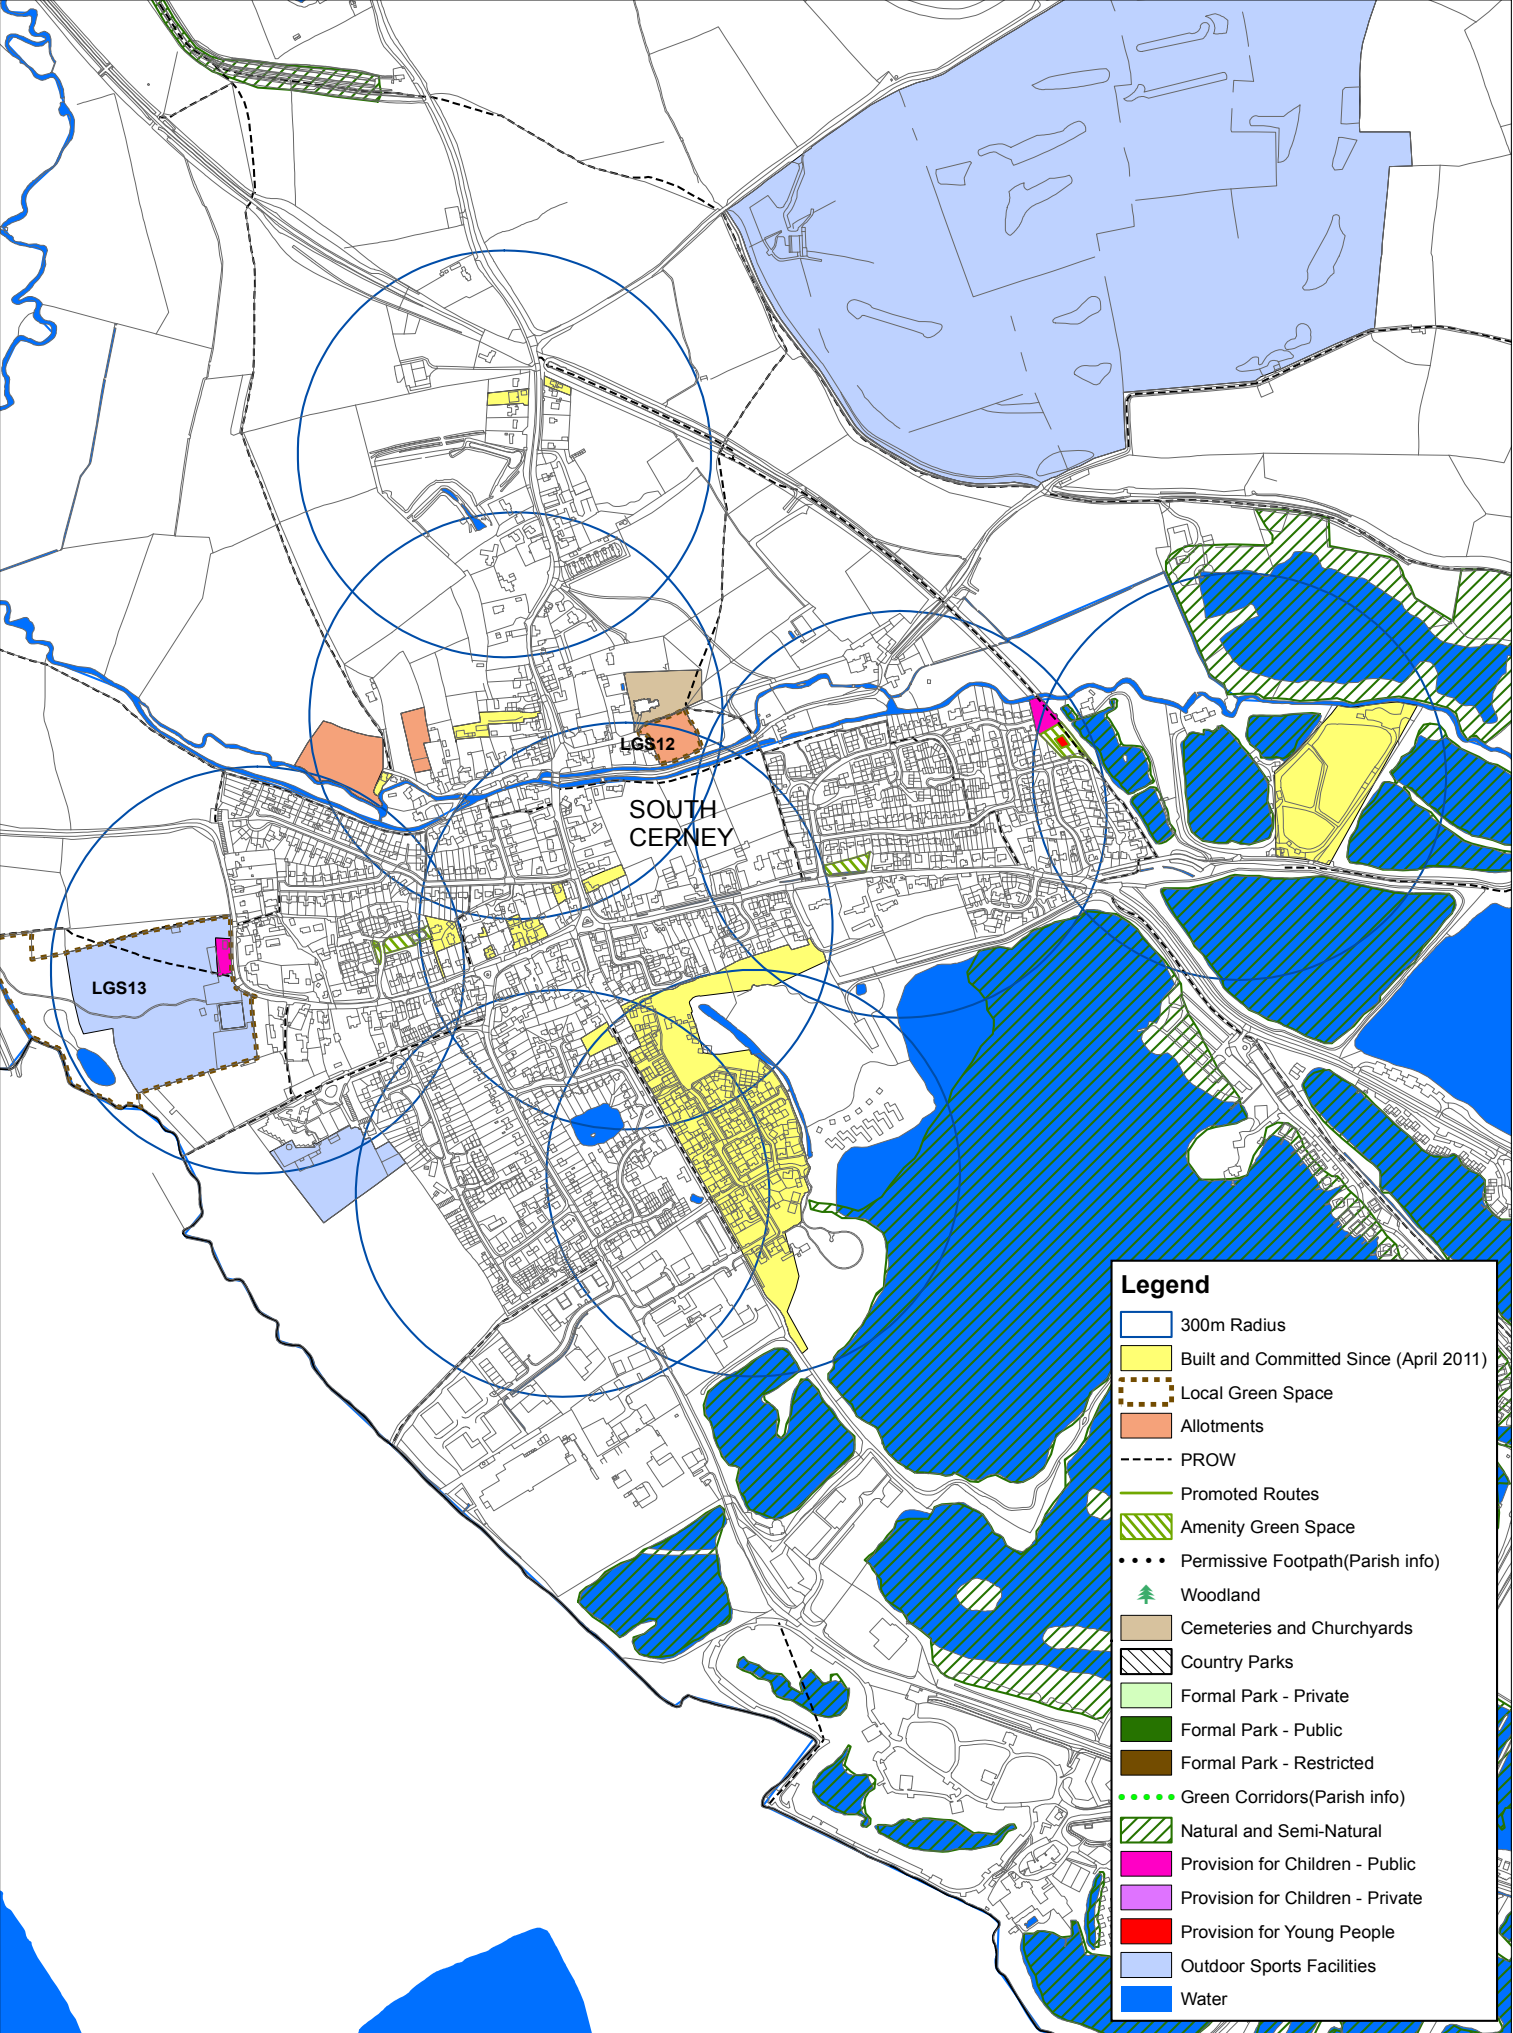 LGS12
SOUTH
CERNEY
LGS13
Legend
300m Radius
Built and Committed Since (April 2011)
Local Green Space
Allotments
PROW
Promoted Routes
Amenity Green Space
Permissive Footpath(Parish info)
Woodland
Cemeteries and Churchyards
Country Parks
Formal Park - Private
Formal Park - Public
Formal Park - Restricted
Green Corridors(Parish info)
Natural and Semi-Natural
Provision for Children - Public
Provision for Children - Private
Provision for Young People
Outdoor Sports Facilities
Water